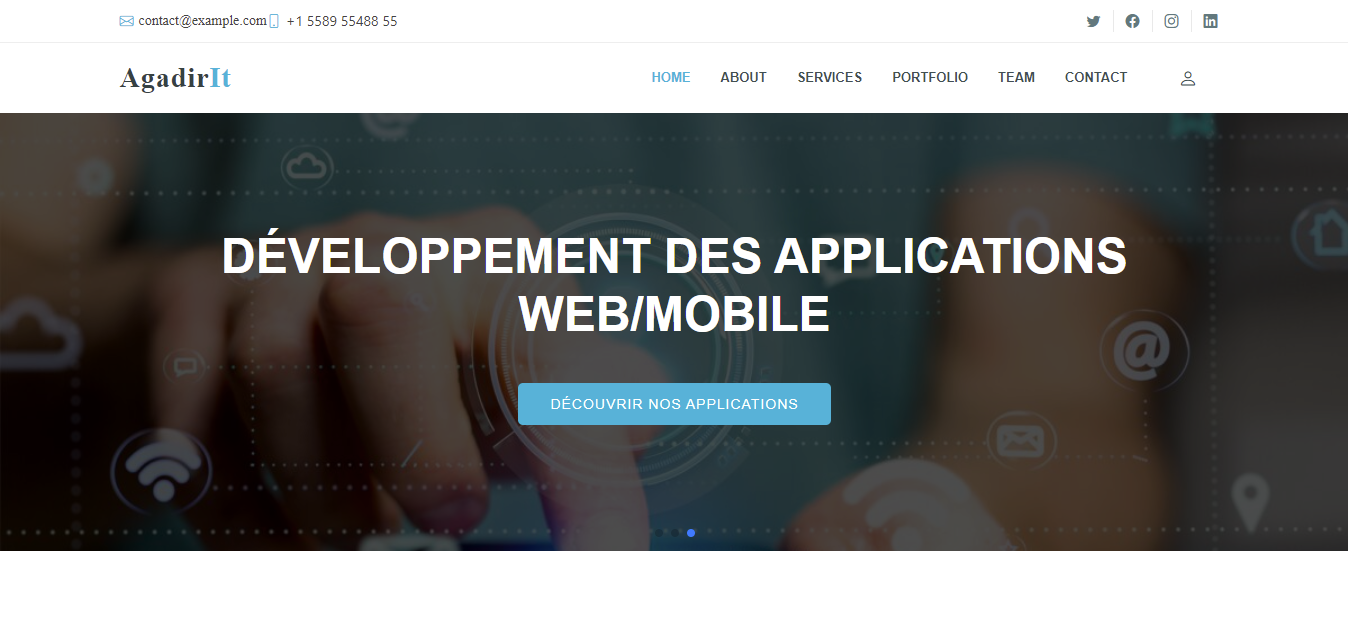 contact@example.com +1 5589 55488 55
AgadirIt
HOME ABOUT SERVICES PORTFOLIO TEAM CONTACT
DÉVELOPPEMENT DES APPLICATIONS
WEB/MOBILE
DÉCOUVRIR NOS APPLICATIONS